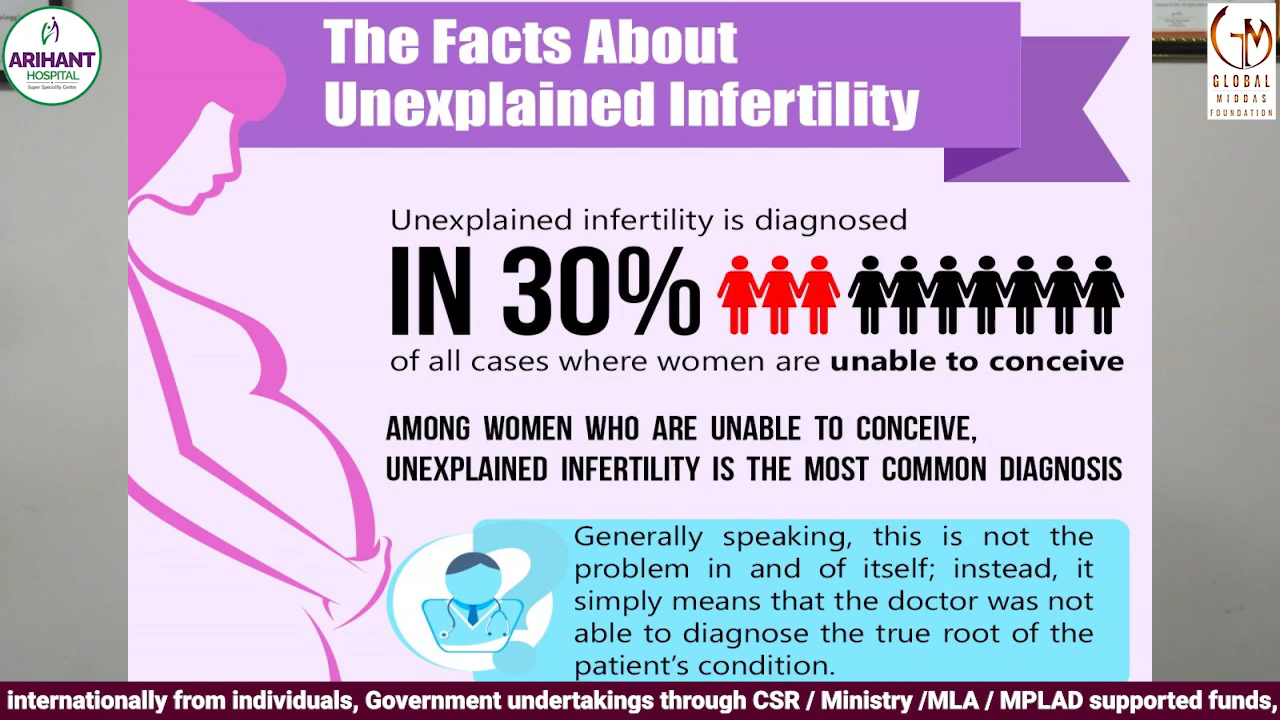 ARIHANT
HOSPITAL
Super Speciality Centre
GM
GLOBAL
MIDDAS
FOUNDATION
The Facts About
Unexplained Infertility
Unexplained infertility is diagnosed
IN 30%
of all cases where women are unable to conceive
AMONG WOMEN WHO ARE UNABLE TO CONCEIVE,
UNEXPLAINED INFERTILITY IS THE MOST COMMON DIAGNOSIS
Generally speaking, this is not the
problem in and of itself; instead, it
simply means that the doctor was not
able to diagnose the true root of the
patient's condition.
?
internationally from individuals, Government undertakings through CSR / Ministry /MLA / MPLAD supported funds,